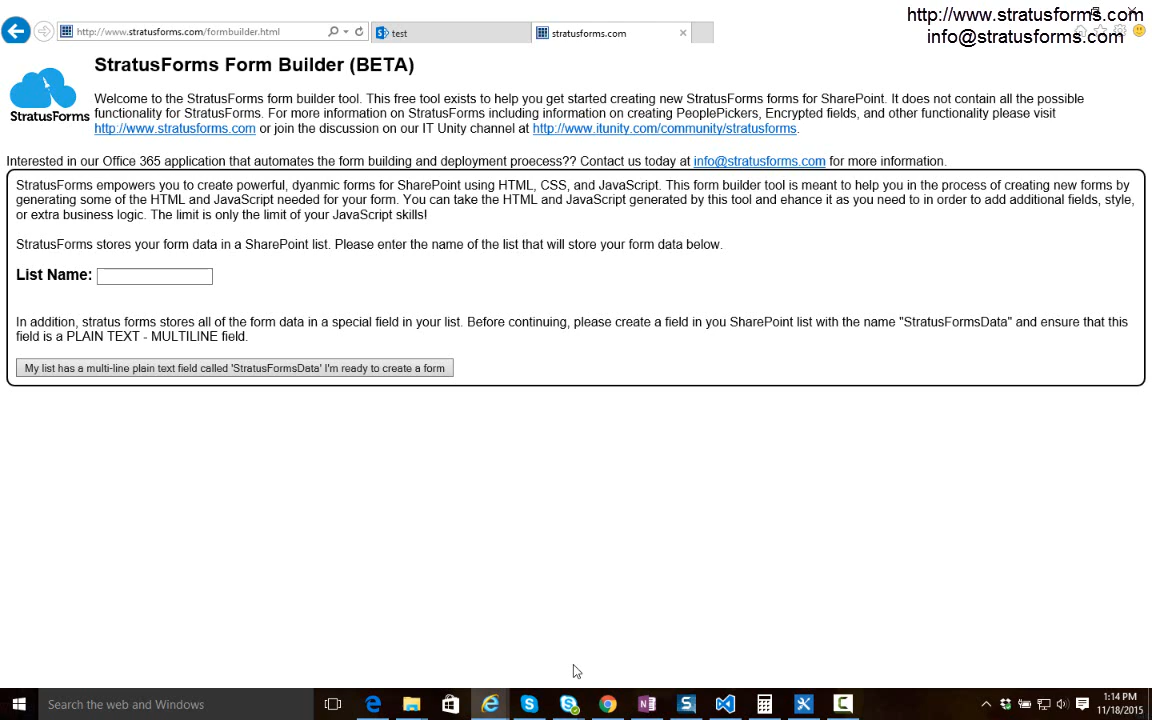 http://www.stratusforms.com
info@stratusforms.com
http://www.stratusforms.com/formbuilder.html
test
stratusforms.com
StratusForms Form Builder (BETA)
StratusForms
Welcome to the StratusForms form builder tool. This free tool exists to help you get started creating new StratusForms forms for SharePoint. It does not contain all the possible
functionality for StratusForms. For more information on StratusForms including information on creating PeoplePickers, Encrypted fields, and other functionality please visit
http://www.stratusforms.com or join the discussion on our IT Unity channel at http://www.itunity.com/community/stratusforms.
Interested in our Office 365 application that automates the form building and deployment proecess?? Contact us today at info@stratusforms.com for more information.
StratusForms empowers you to create powerful, dyanmic forms for SharePoint using HTML, CSS, and JavaScript. This form builder tool is meant to help you in the process of creating new forms by
generating some of the HTML and JavaScript needed for your form. You can take the HTML and JavaScript generated by this tool and ehance it as you need to in order to add additional fields, style,
or extra business logic. The limit is only the limit of your JavaScript skills!
StratusForms stores your form data in a SharePoint list. Please enter the name of the list that will store your form data below.
List Name:
In addition, stratus forms stores all of the form data in a special field in your list. Before continuing, please create a field in you SharePoint list with the name "StratusFormsData" and ensure that this
field is a PLAIN TEXT - MULTILINE field.
My list has a multi-line plain text field called 'StratusFormsData' I'm ready to create a form
Search the web and Windows
1:14 PM
11/18/2015